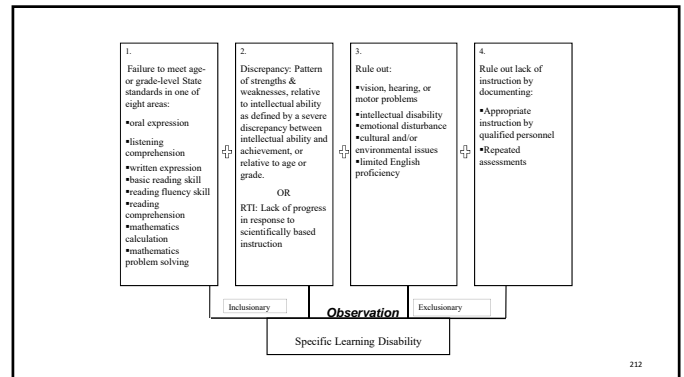 1.
Failure to meet age-
or grade-level State
standards in one of
eight areas:
▪oral expression
▪listening
comprehension
▪written expression
▪basic reading skill
▪reading fluency skill
▪reading
comprehension
▪mathematics
calculation
▪mathematics
problem solving
2.
Discrepancy: Pattern
of strengths &
weaknesses, relative
to intellectual ability
as defined by a severe
discrepancy between
intellectual ability and
achievement, or
relative to age or
grade.
OR
RTI: Lack of progress
in response to
scientifically based
instruction
3.
Rule out:
▪vision, hearing, or
motor problems
▪intellectual disability
▪emotional disturbance
▪cultural and/or
environmental issues
▪limited English
proficiency
4.
Rule out lack of
instruction by
documenting:
▪Appropriate
instruction by
qualified personnel
▪Repeated
assessments
Inclusionary
Observation
Exclusionary
Specific Learning Disability
212